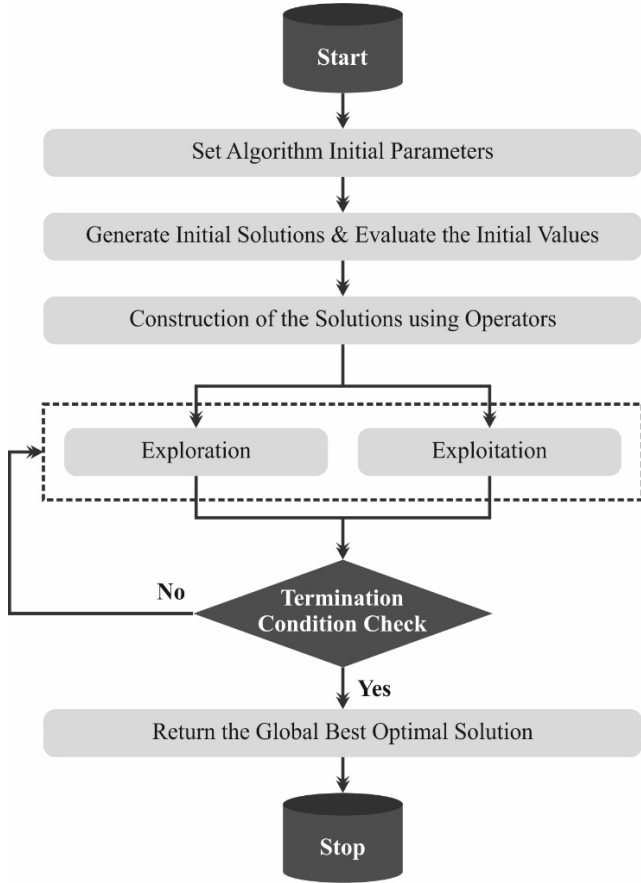 Start
Set Algorithm Initial Parameters
Generate Initial Solutions & Evaluate the Initial Values
Construction of the Solutions using Operators
Exploration
Exploitation
No
Termination
Condition Check
Yes
Return the Global Best Optimal Solution
Stop